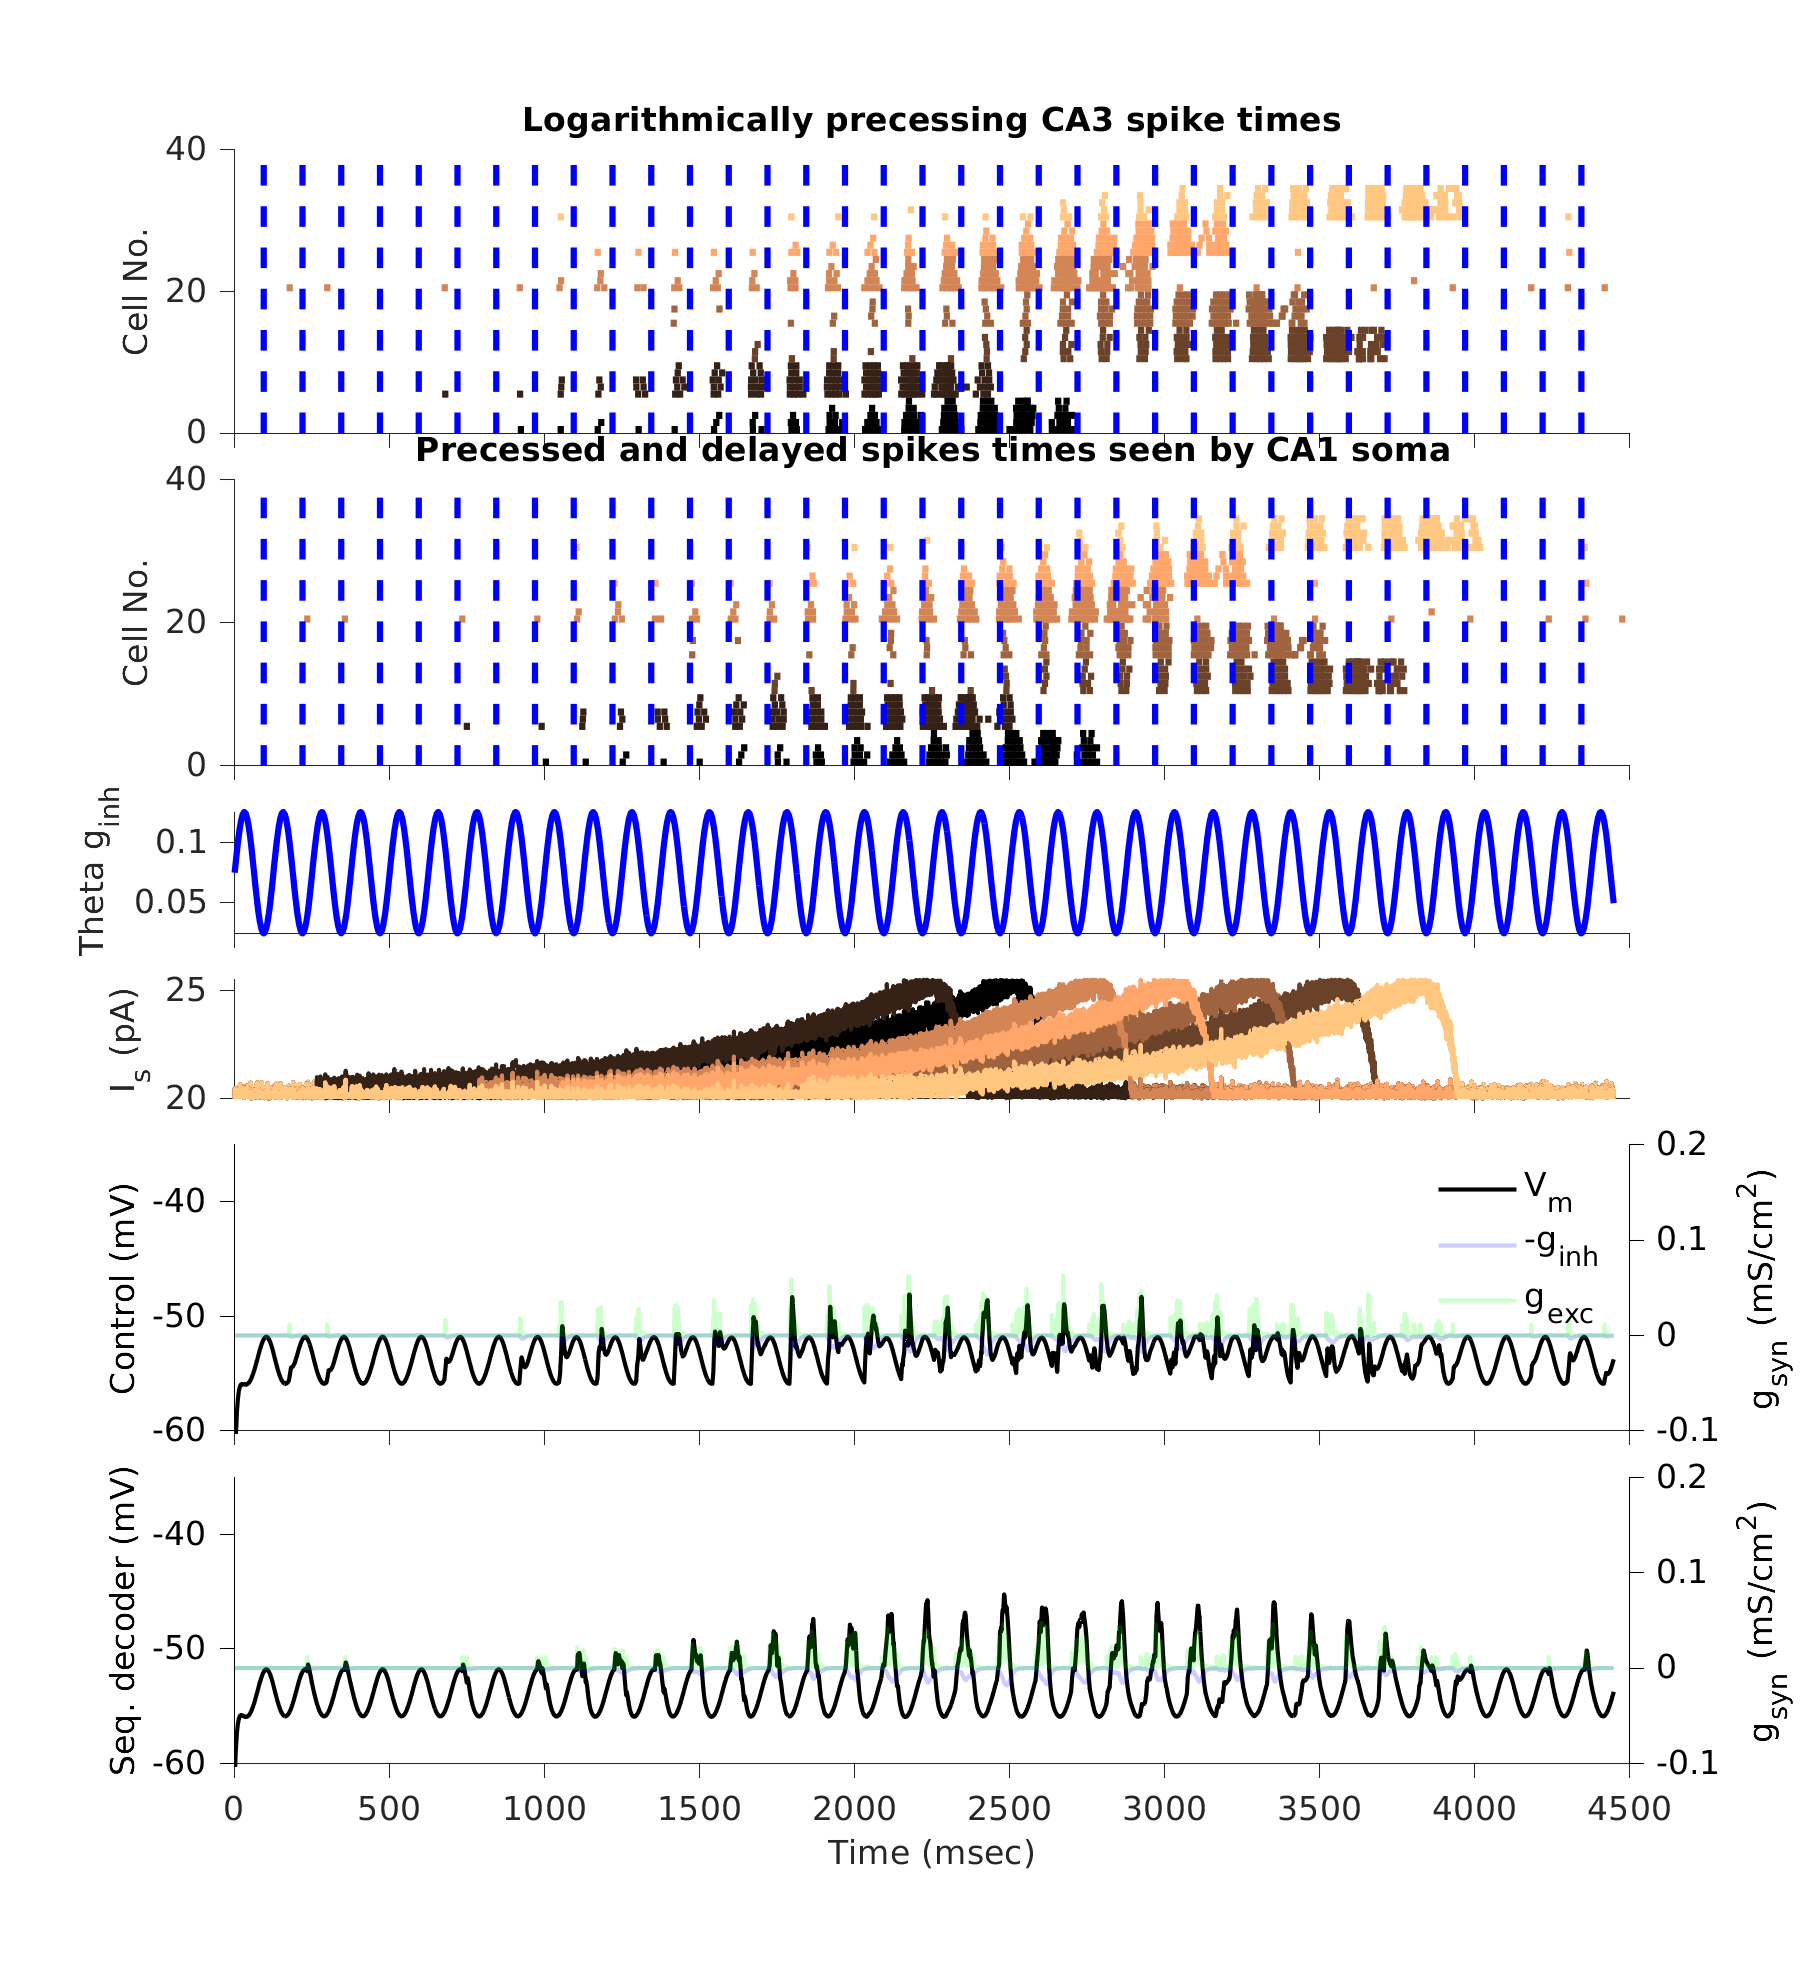 Logarithmically precessing CA3 spike times
40
20
0
Cell No.
Precessed and delayed spikes times seen by CA1 soma
40
20
0
Cell No.
0.1
0.05
Theta g_inh
25
20
I_s (pA)
-40
-50
-60
Control (mV)
V_m
-g_inh
g_exc
0.2
0.1
0
-0.1
g_syn (mS/cm^2)
-40
-50
-60
Seq. decoder (mV)
0.2
0.1
0
-0.1
g_syn (mS/cm^2)
0 500 1000 1500 2000 2500 3000 3500 4000 4500
Time (msec)